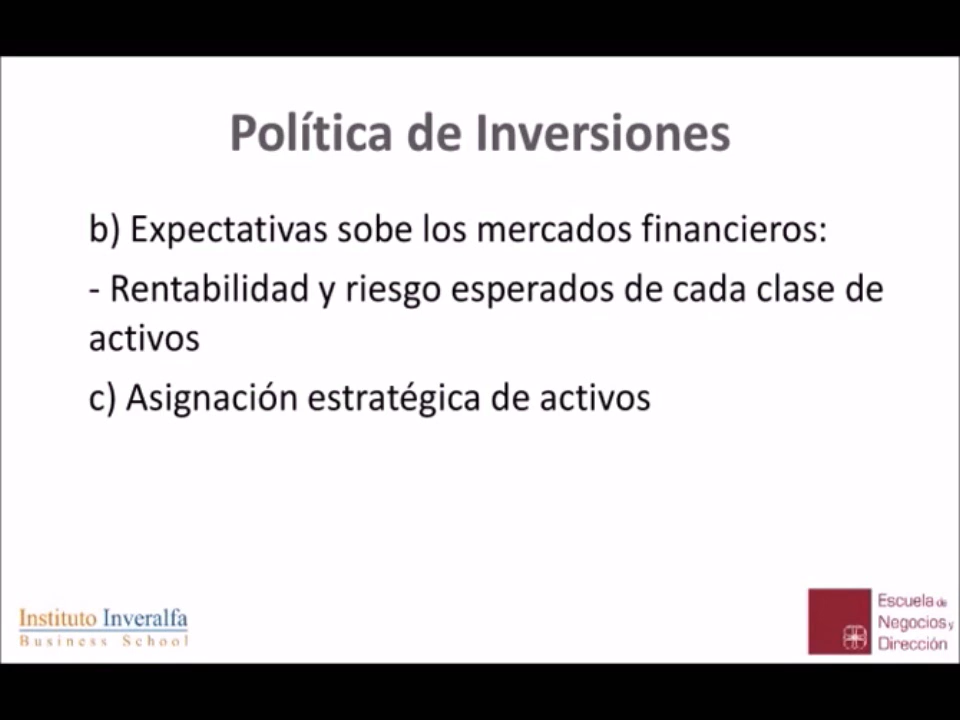 Política de Inversiones
b) Expectativas sobe los mercados financieros:
- Rentabilidad y riesgo esperados de cada clase de
activos
c) Asignación estratégica de activos
Instituto Inveralfa
Business School
Escuela de
Negocios y
Dirección